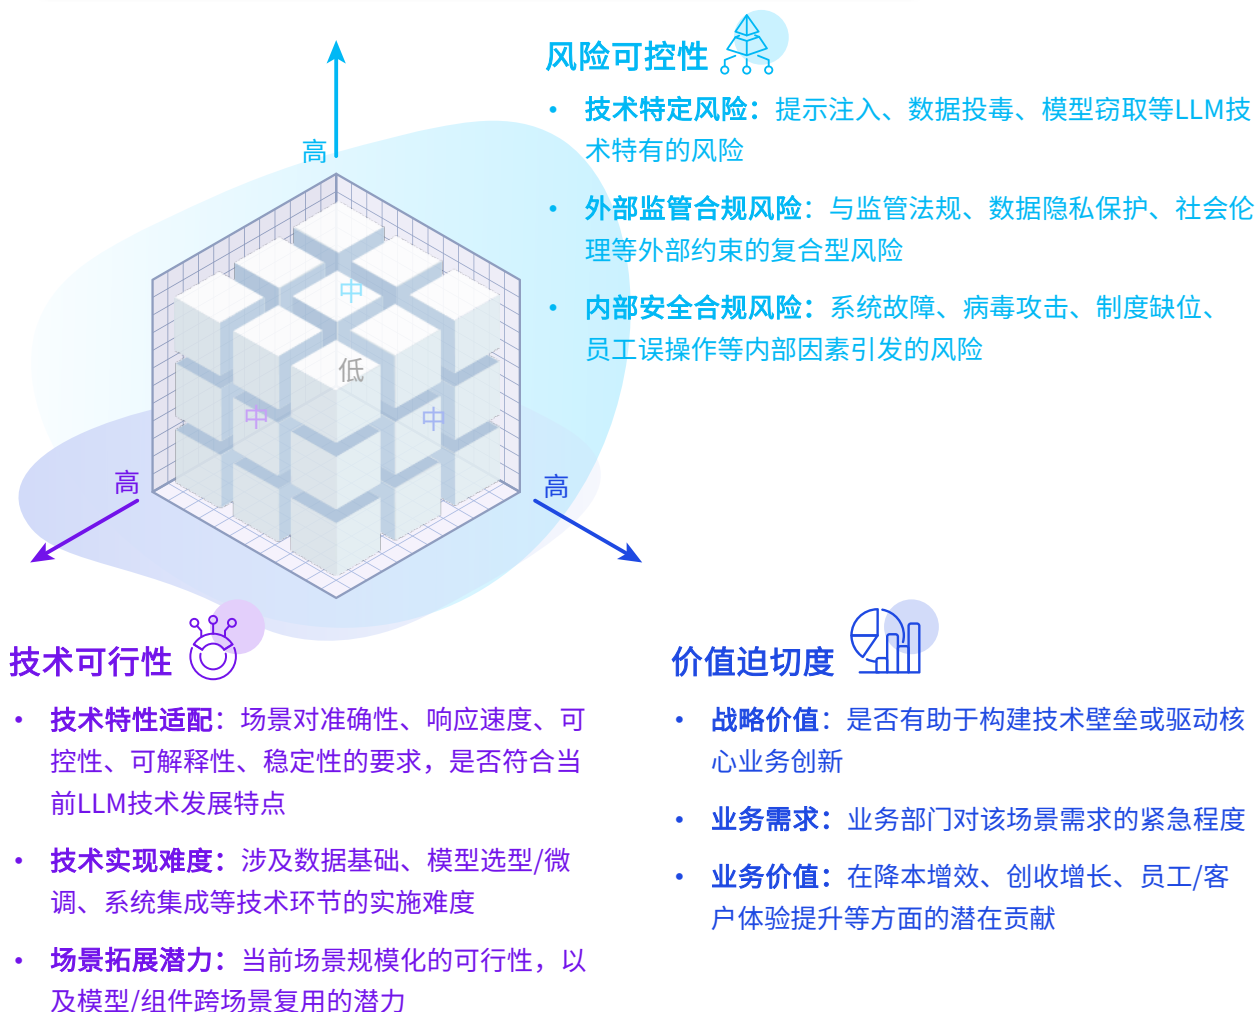 风险可控性
• 技术特定风险：提示注入、数据投毒、模型窃取等LLM技
术特有的风险
• 外部监管合规风险：与监管法规、数据隐私保护、社会伦
理等外部约束的复合型风险
• 内部安全合规风险：系统故障、病毒攻击、制度缺位、
员工误操作等内部因素引发的风险
高
中
低
中
中
高
高
技术可行性
• 技术特性适配：场景对准确性、响应速度、可
控性、可解释性、稳定性的要求，是否符合当
前LLM技术发展特点
• 技术实现难度：涉及数据基础、模型选型/微
调、系统集成等技术环节的实施难度
• 场景拓展潜力：当前场景规模化的可行性，以
及模型/组件跨场景复用的潜力
价值迫切度
• 战略价值：是否有助于构建技术壁垒或驱动核
心业务创新
• 业务需求：业务部门对该场景需求的紧急程度
• 业务价值：在降本增效、创收增长、员工/客
户体验提升等方面的潜在贡献